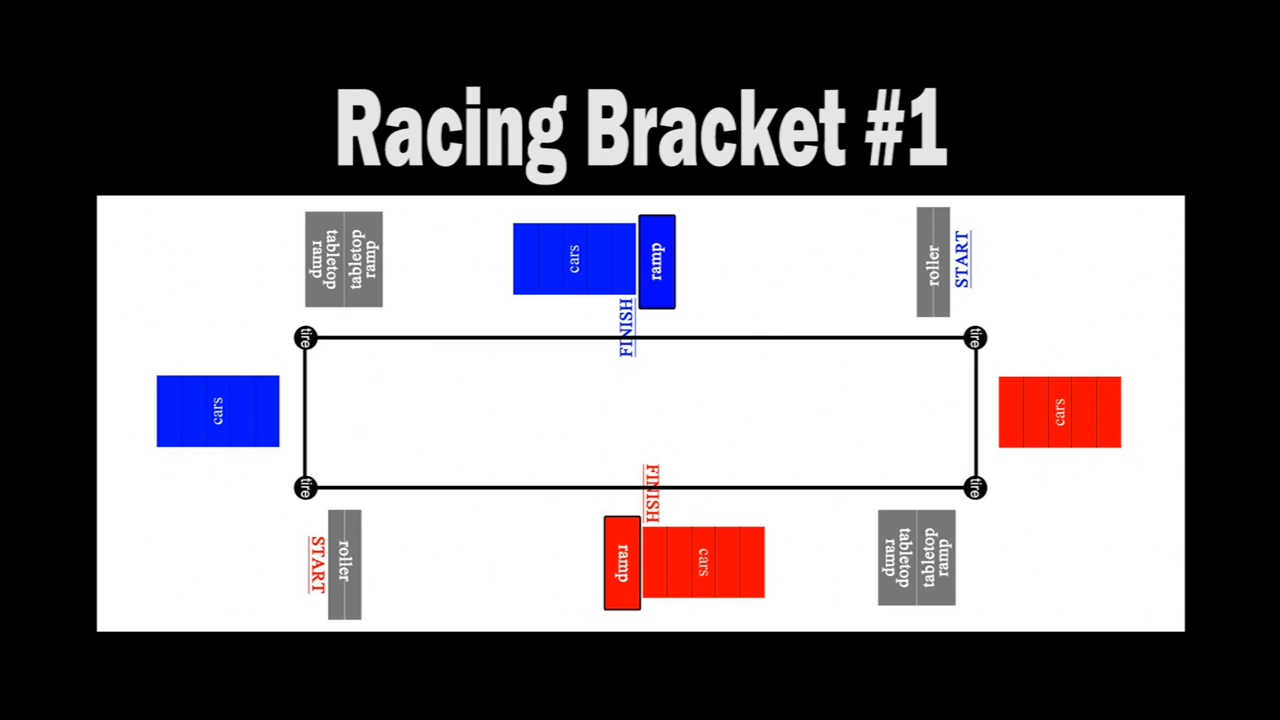 Racing Bracket #1
tabletop
ramp
tabletop
ramp
cars
ramp
roller
START
FINISH
tire
tire
cars
cars
tire
tire
FINISH
START
roller
ramp
cars
tabletop
ramp
tabletop
ramp